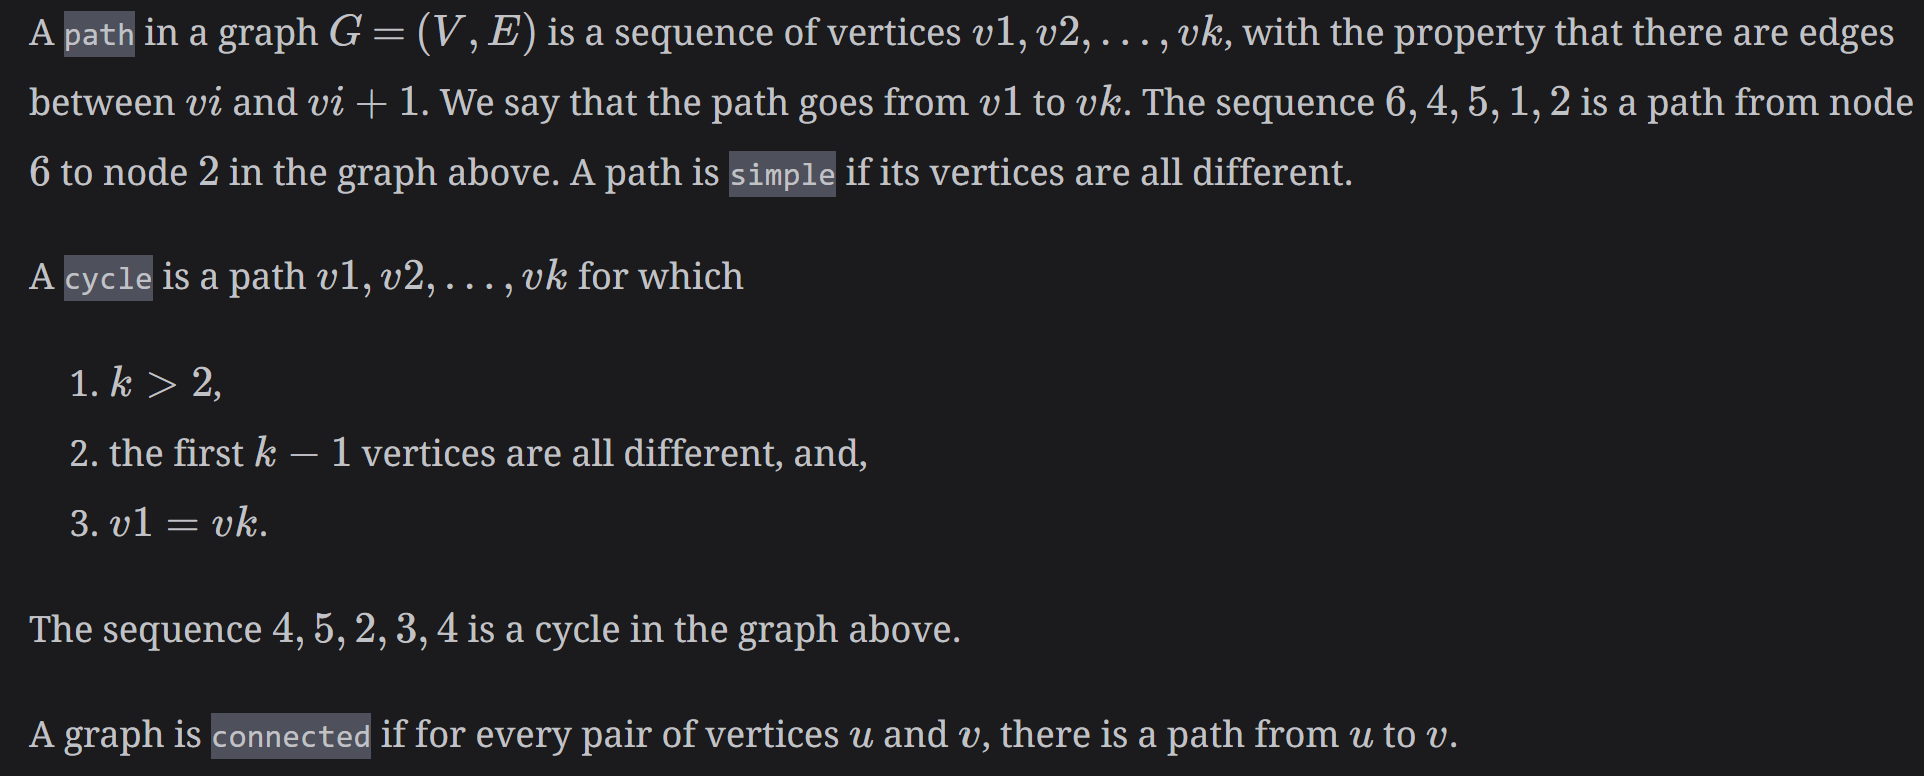 A path in a graph G = (V, E) is a sequence of vertices v1, v2, . . . , vk, with the property that there are edges
between vi and vi + 1. We say that the path goes from v1 to vk. The sequence 6, 4, 5, 1, 2 is a path from node
6 to node 2 in the graph above. A path is simple if its vertices are all different.
A cycle is a path v1, v2, . . . , vk for which
1. k > 2,
2. the first k − 1 vertices are all different, and,
3. v1 = vk.
The sequence 4, 5, 2, 3, 4 is a cycle in the graph above.
A graph is connected if for every pair of vertices u and v, there is a path from u to v.